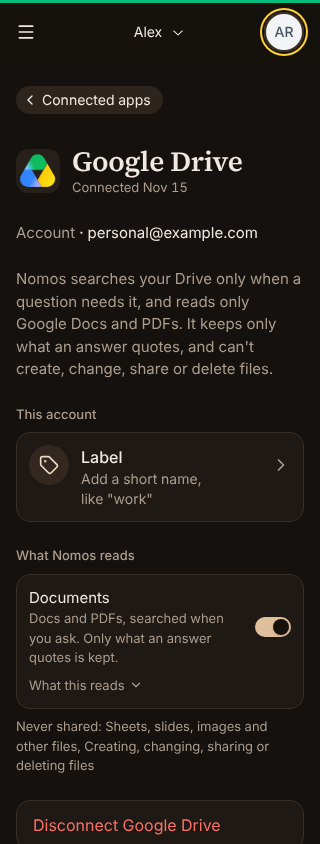 Alex
AR
Connected apps
Google Drive
Connected Nov 15
Account · personal@example.com
Nomos searches your Drive only when a
question needs it, and reads only
Google Docs and PDFs. It keeps only
what an answer quotes, and can't
create, change, share or delete files.
This account
Label
Add a short name,
like "work"
What Nomos reads
Documents
Docs and PDFs, searched when
you ask. Only what an answer
quotes is kept.
What this reads
Never shared: Sheets, slides, images and
other files, Creating, changing, sharing or
deleting files
Disconnect Google Drive